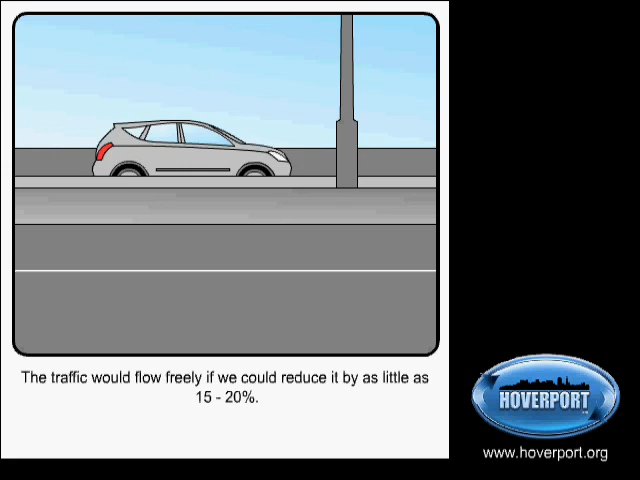 The traffic would flow freely if we could reduce it by as little as
15 - 20%.
HOVERPORT
www.hoverport.org